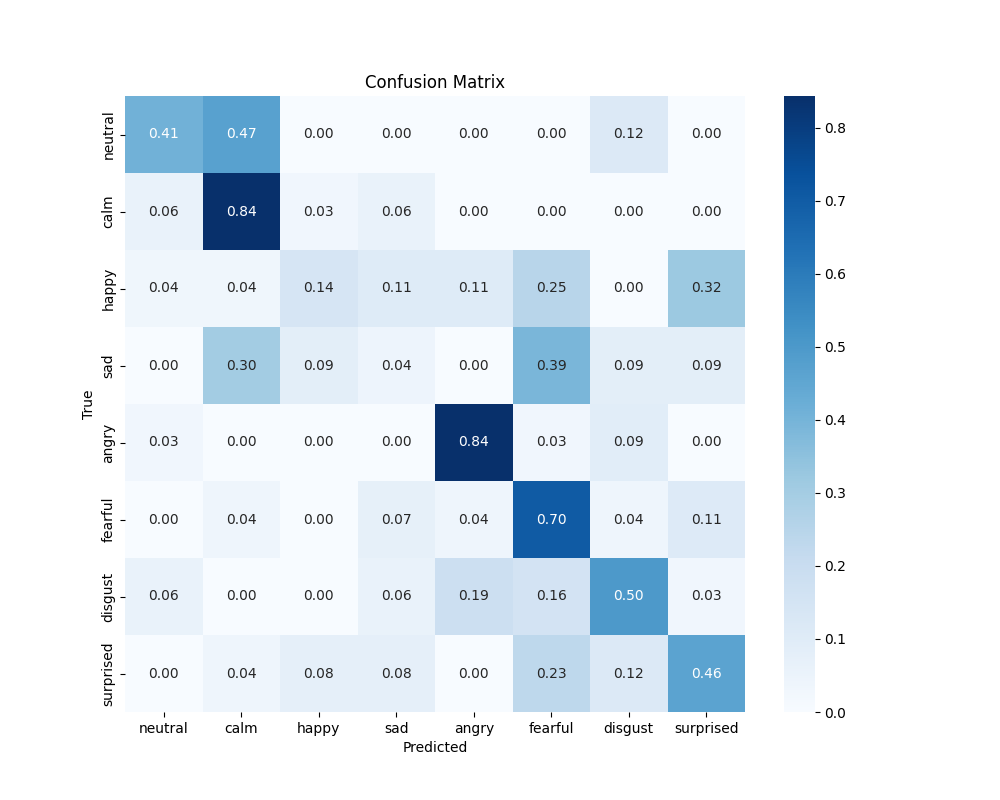 Confusion Matrix
neutral 0.41 0.47 0.00 0.00 0.00 0.00 0.12 0.00
calm 0.06 0.84 0.03 0.06 0.00 0.00 0.00 0.00
happy 0.04 0.04 0.14 0.11 0.11 0.25 0.00 0.32
sad 0.00 0.30 0.09 0.04 0.00 0.39 0.09 0.09
angry 0.03 0.00 0.00 0.00 0.84 0.03 0.09 0.00
fearful 0.00 0.04 0.00 0.07 0.04 0.70 0.04 0.11
disgust 0.06 0.00 0.00 0.06 0.19 0.16 0.50 0.03
surprised 0.00 0.04 0.08 0.08 0.00 0.23 0.12 0.46
True
neutral calm happy sad angry fearful disgust surprised
Predicted
0.8
0.7
0.6
0.5
0.4
0.3
0.2
0.1
0.0